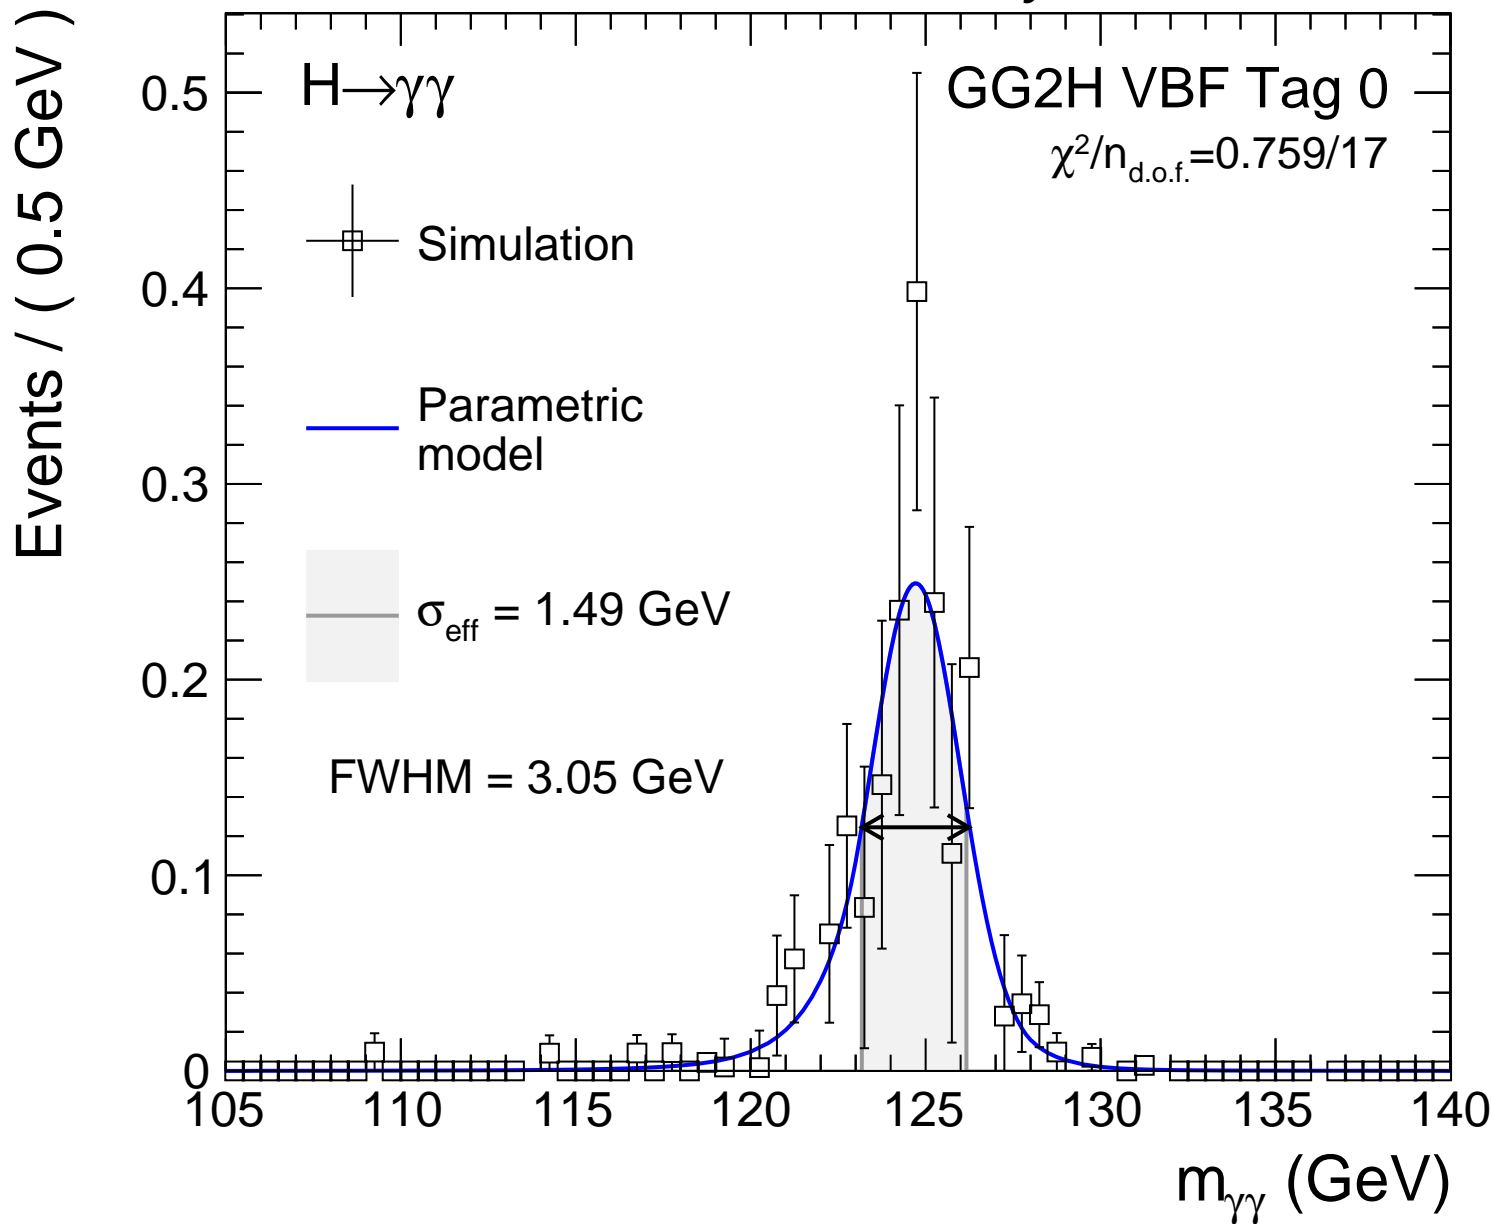 H→γγ
GG2H VBF Tag 0
χ²/n_d.o.f.=0.759/17
Simulation
Parametric
model
σ_eff = 1.49 GeV
FWHM = 3.05 GeV
Events / ( 0.5 GeV )
0.5
0.4
0.3
0.2
0.1
0
105 110 115 120 125 130 135 140
m_γγ (GeV)